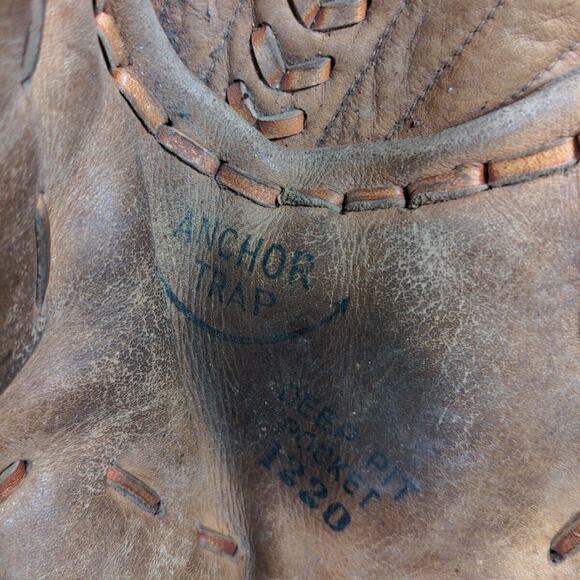 ANCHOR
TRAP
DEEP PIT
POCKET
1220